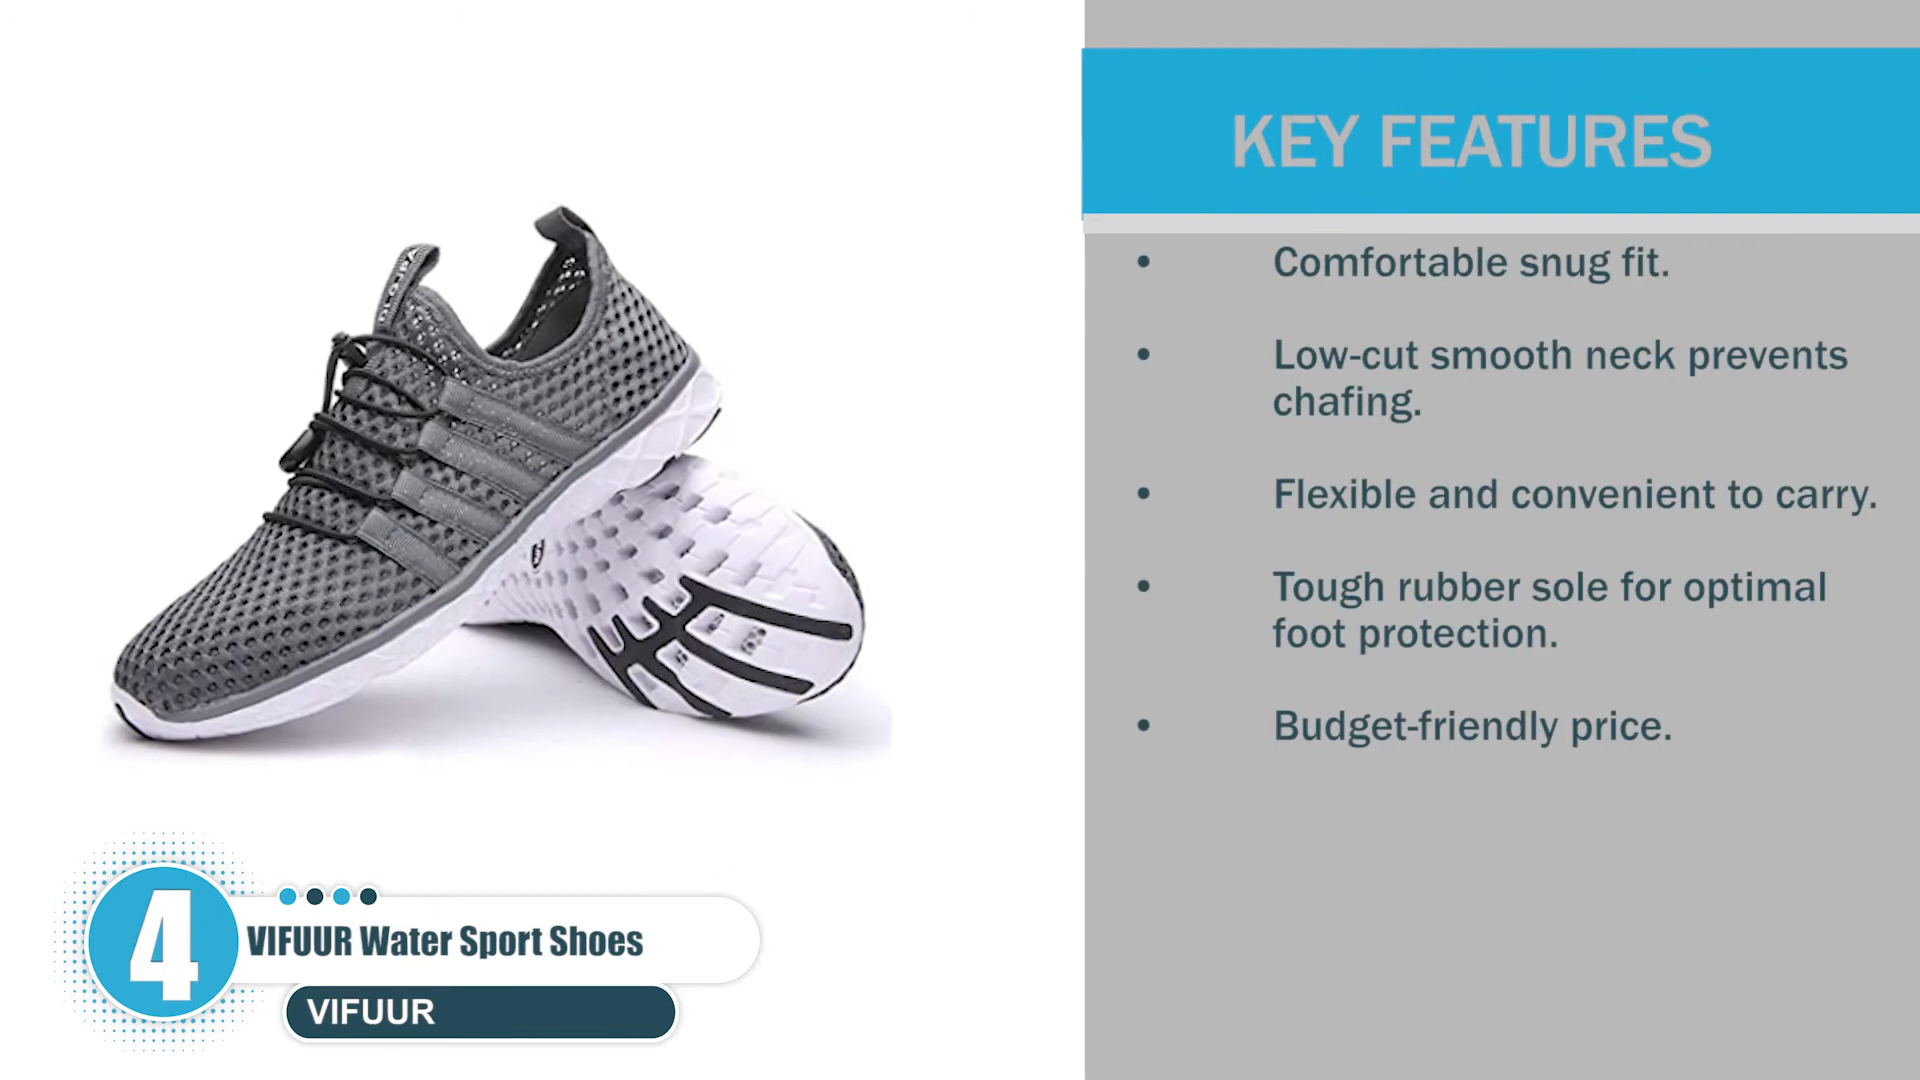 KEY FEATURES
• Comfortable snug fit.
• Low-cut smooth neck prevents
chafing.
• Flexible and convenient to carry.
• Tough rubber sole for optimal
foot protection.
• Budget-friendly price.
4
VIFUUR Water Sport Shoes
VIFUUR